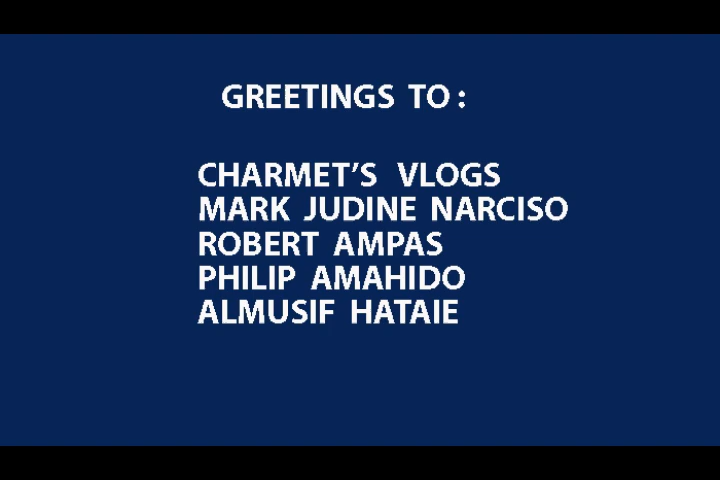 GREETINGS TO :
CHARMET'S VLOGS
MARK JUDINE NARCISO
ROBERT AMPAS
PHILIP AMAHIDO
ALMUSIF HATAIE